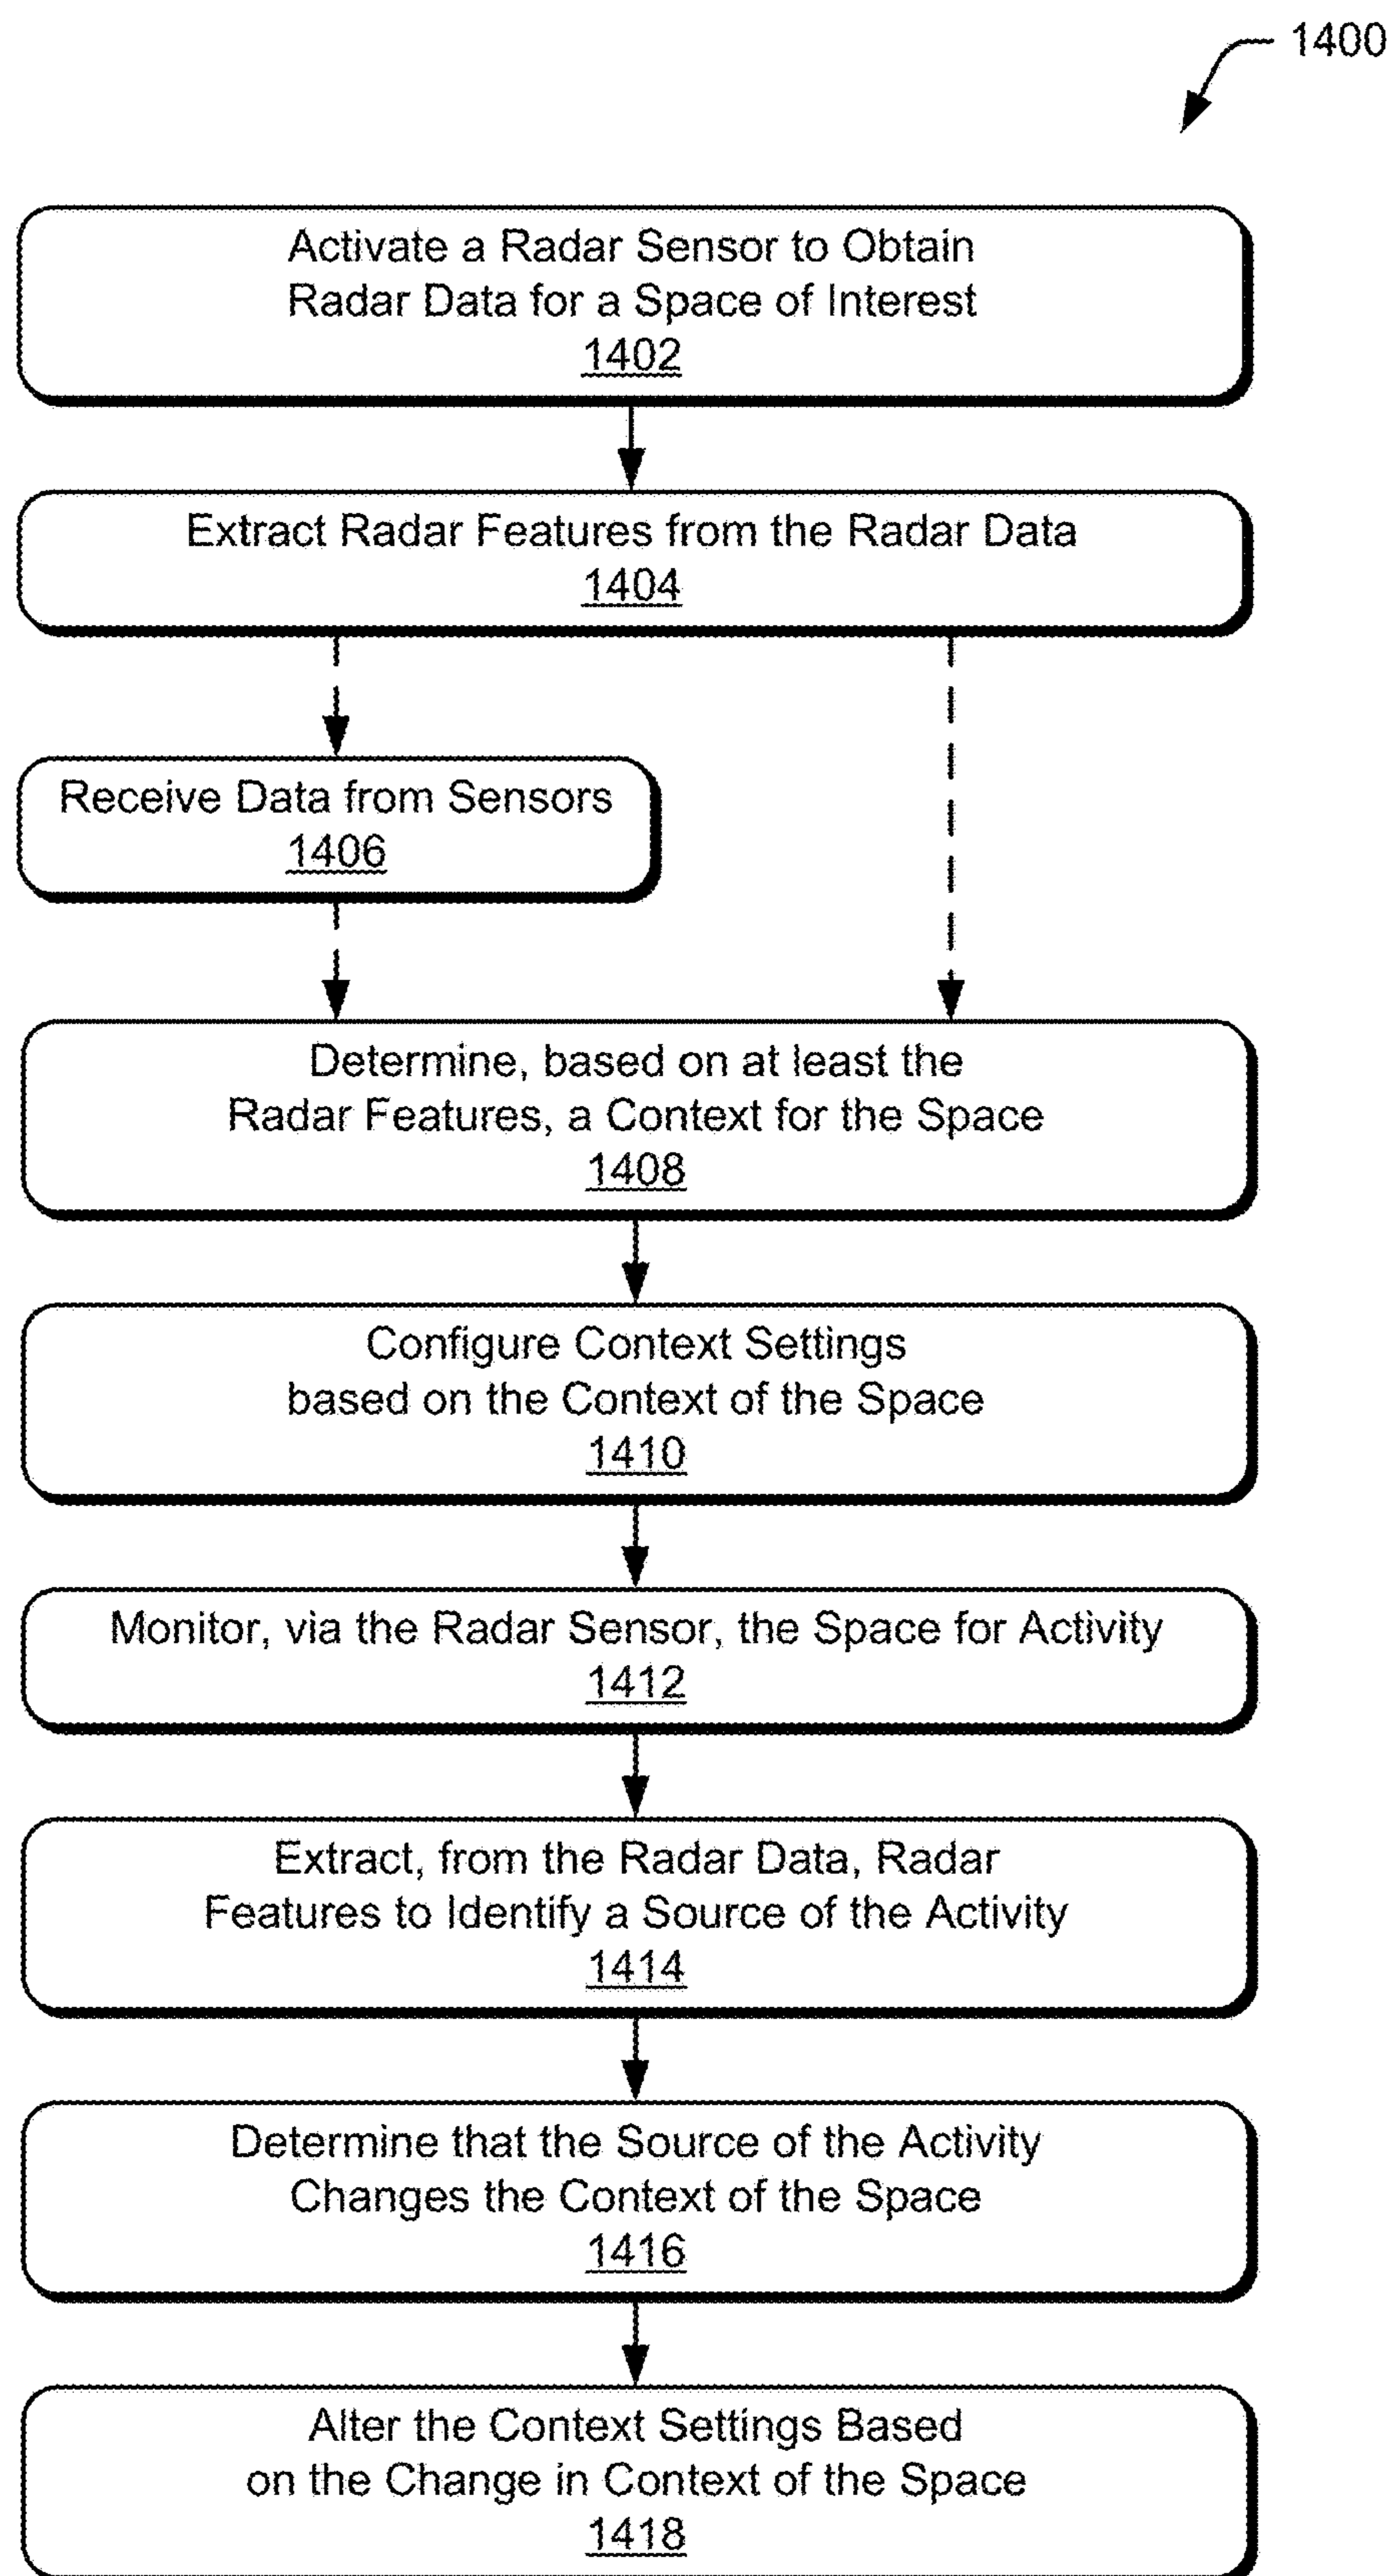 1400
Activate a Radar Sensor to Obtain
Radar Data for a Space of Interest
1402
Extract Radar Features from the Radar Data
1404
Receive Data from Sensors
1406
Determine, based on at least the
Radar Features, a Context for the Space
1408
Configure Context Settings
based on the Context of the Space
1410
Monitor, via the Radar Sensor, the Space for Activity
1412
Extract, from the Radar Data, Radar
Features to Identify a Source of the Activity
1414
Determine that the Source of the Activity
Changes the Context of the Space
1416
Alter the Context Settings Based
on the Change in Context of the Space
1418